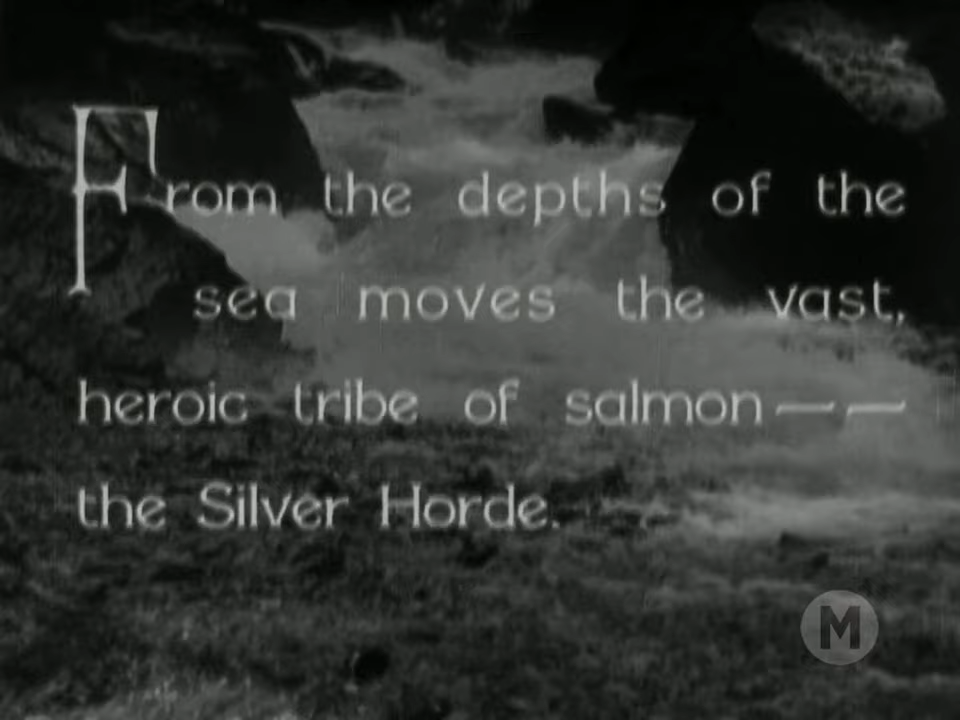 From the depths of the
sea moves the vast,
heroic tribe of salmon——
the Silver Horde.
M